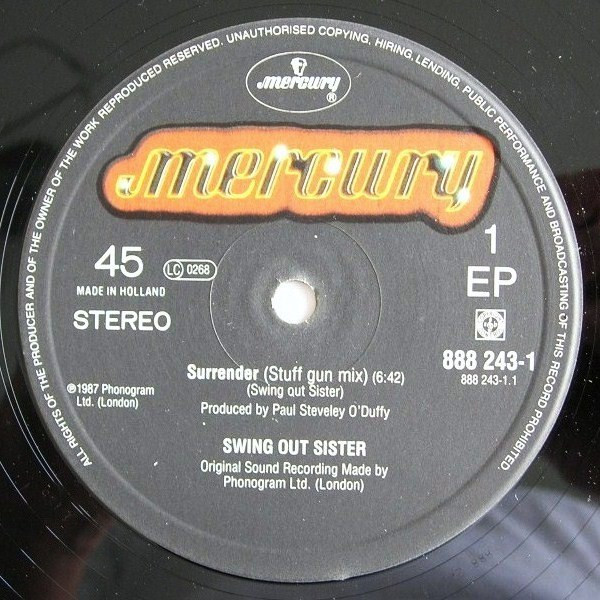 ALL RIGHTS OF THE PRODUCER AND OF THE OWNER OF THE WORK REPRODUCED RESERVED. UNAUTHORISED COPYING, HIRING, LENDING, PUBLIC PERFORMANCE AND BROADCASTING OF THIS RECORD PROHIBITED.
mercury
®
mercury
45
LC 0268
1
MADE IN HOLLAND
EP
STEREO
888 243-1
888 243-1.1
Surrender (Stuff gun mix) (6:42)
(Swing out Sister)
Produced by Paul Steveley O'Duffy
℗1987 Phonogram
Ltd. (London)
SWING OUT SISTER
Original Sound Recording Made by
Phonogram Ltd. (London)